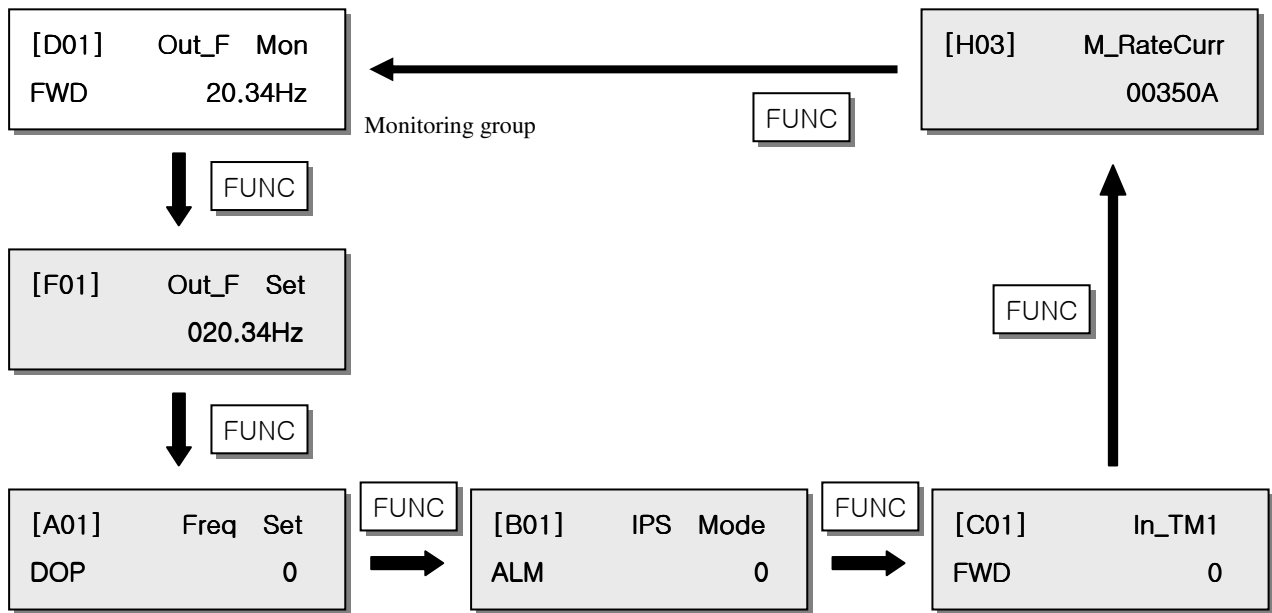 [D01] Out_F Mon
FWD 20.34Hz
Monitoring group
FUNC
[H03] M_RateCurr
00350A
FUNC
[F01] Out_F Set
020.34Hz
FUNC
FUNC
[A01] Freq Set
DOP 0
FUNC
[B01] IPS Mode
ALM 0
FUNC
[C01] In_TM1
FWD 0